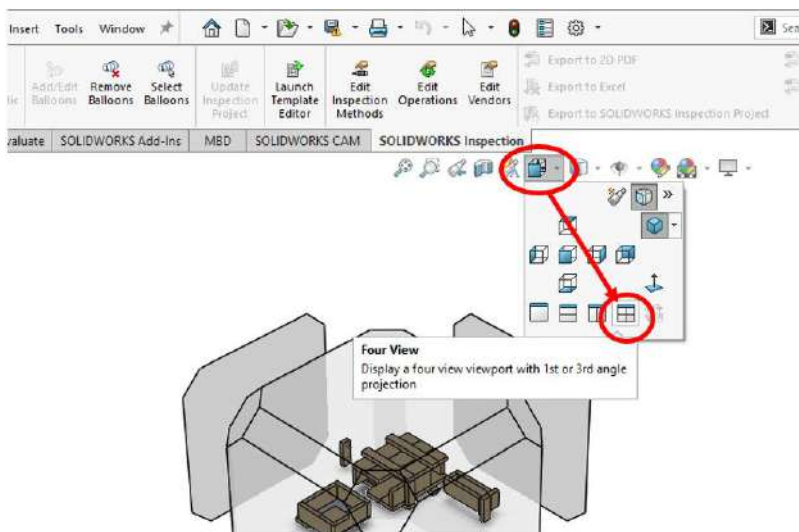 Insert Tools Window
Sea
Add/Edit Balloons
Remove Balloons
Select Balloons
Update Inspection Project
Launch Template Editor
Edit Inspection Methods
Edit Operations
Edit Vendors
Export to 2D PDF
Export to Excel
Export to SOLIDWORKS Inspection Project
valuate SOLIDWORKS Add-Ins MBD SOLIDWORKS CAM SOLIDWORKS Inspection
Four View
Display a four view viewport with 1st or 3rd angle
projection